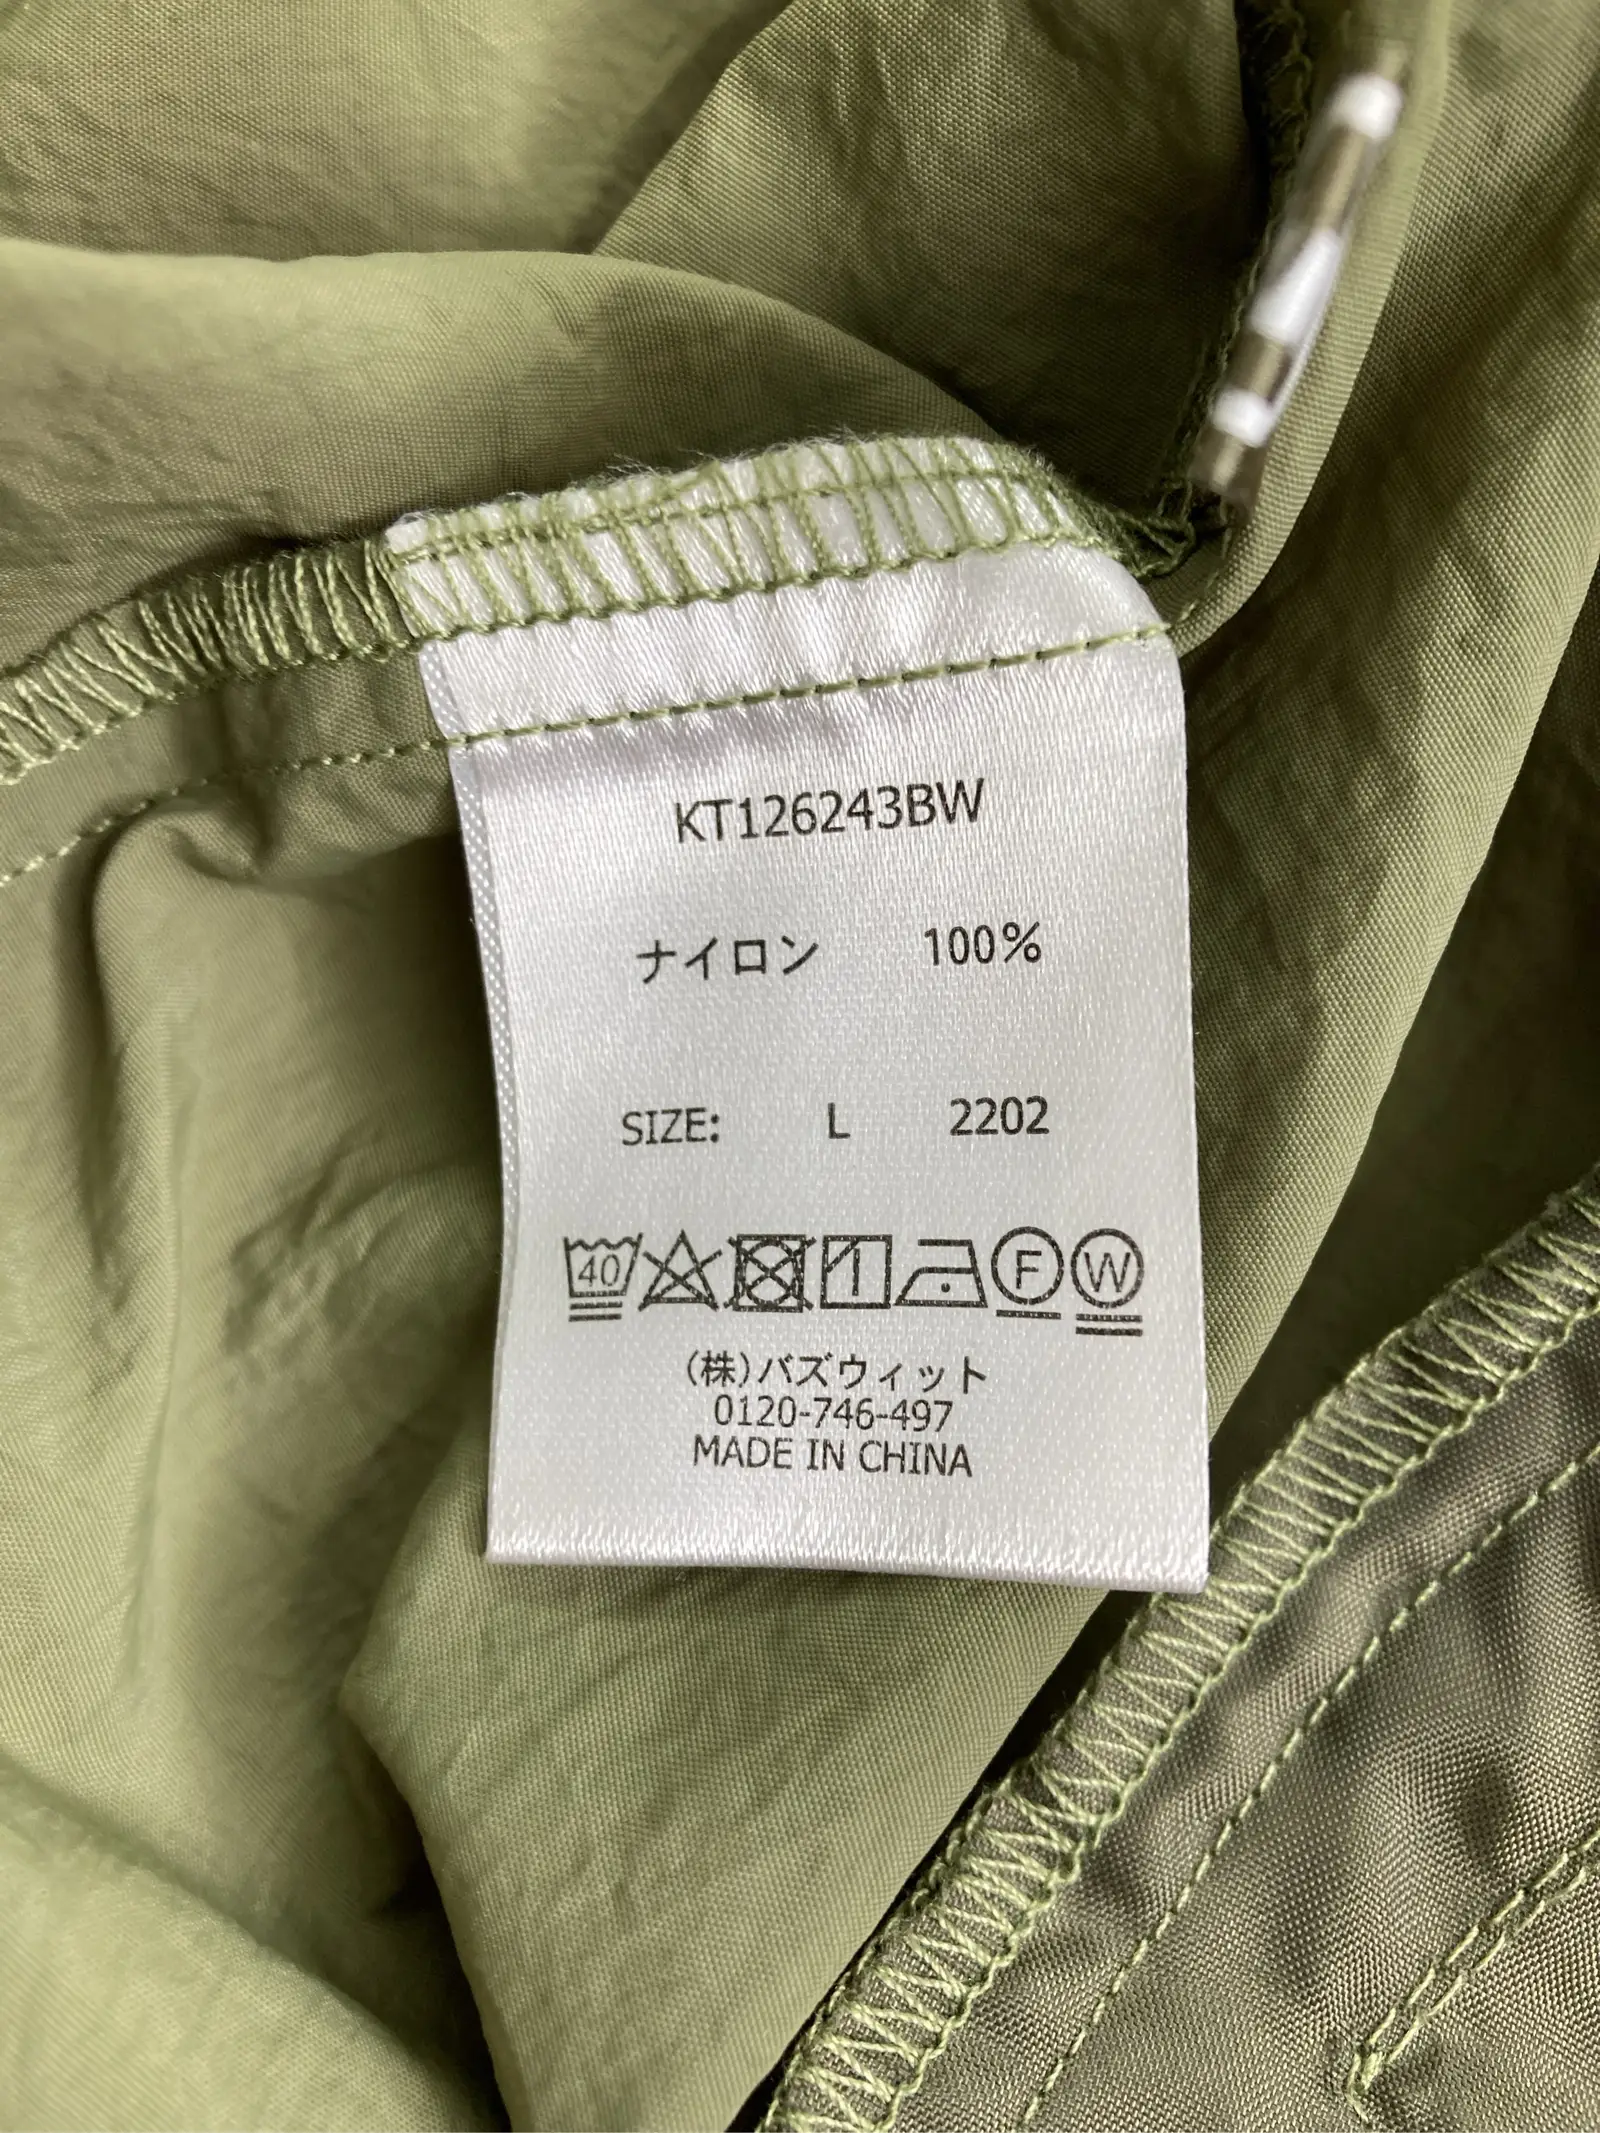 KT126243BW
ナイロン 100%
SIZE: L 2202
40 F W
(株)バズウィット
0120-746-497
MADE IN CHINA